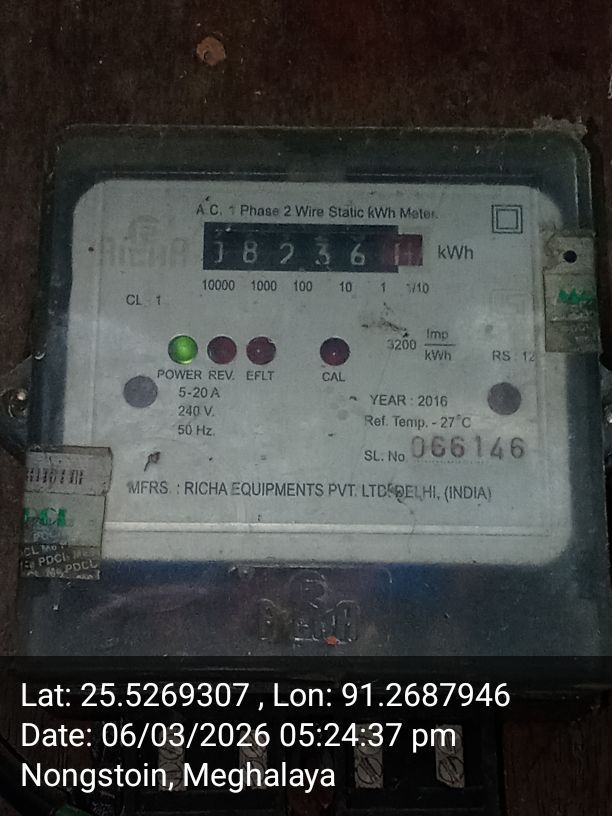 A.C. 1 Phase 2 Wire Static kWh Meter.
RICHA
8236 kWh
10000 1000 100 10 1 1/10
CL : 1
3200 Imp/kWh
RS : 12
POWER REV. EFLT CAL
5-20 A
240 V.
50 Hz.
YEAR : 2016
Ref. Temp. - 27°C
SL. No 066146
MFRS. : RICHA EQUIPMENTS PVT. LTD. DELHI, (INDIA)
PDCL
RICHA
Lat: 25.5269307 , Lon: 91.2687946
Date: 06/03/2026 05:24:37 pm
Nongstoin, Meghalaya